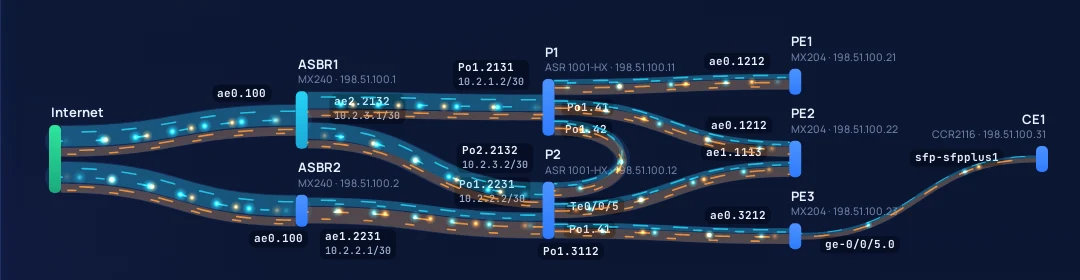 Internet
ae0.100
ASBR1
MX240 · 198.51.100.1
ae2.2132
10.2.3.1/30
ASBR2
MX240 · 198.51.100.2
ae0.100
ae1.2231
10.2.2.1/30
Po1.2131
10.2.1.2/30
P1
ASR 1001-HX · 198.51.100.11
Po1.41
Po1.42
Po2.2132
10.2.3.2/30
Po1.2231
10.2.2.2/30
P2
ASR 1001-HX · 198.51.100.12
Te0/0/5
Po1.41
Po1.3112
ae0.1212
PE1
MX204 · 198.51.100.21
ae0.1212
ae1.1113
PE2
MX204 · 198.51.100.22
ae0.3212
PE3
MX204 · 198.51.100.23
ge-0/0/5.0
sfp-sfpplus1
CE1
CCR2116 · 198.51.100.31